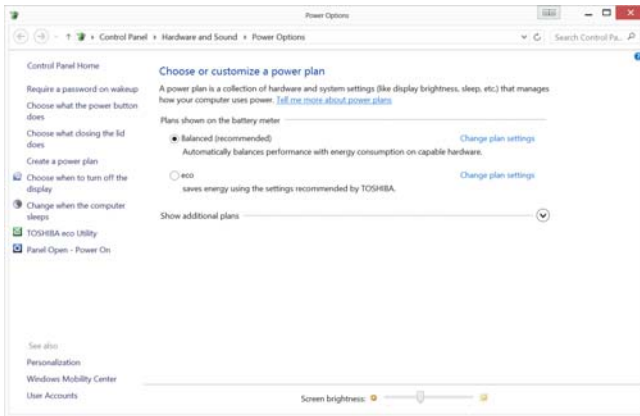 Power Options
Control Panel Hardware and Sound Power Options
Search Control Pa...
Control Panel Home
Require a password on wakeup
Choose what the power button
does
Choose what closing the lid
does
Create a power plan
Choose when to turn off the
display
Change when the computer
sleeps
TOSHIBA eco Utility
Panel Open - Power On
See also
Personalization
Windows Mobility Center
User Accounts
Choose or customize a power plan
A power plan is a collection of hardware and system settings (like display brightness, sleep, etc.) that manages
how your computer uses power. Tell me more about power plans
Plans shown on the battery meter
Balanced (recommended) Change plan settings
Automatically balances performance with energy consumption on capable hardware.
eco Change plan settings
saves energy using the settings recommended by TOSHIBA.
Show additional plans
Screen brightness: